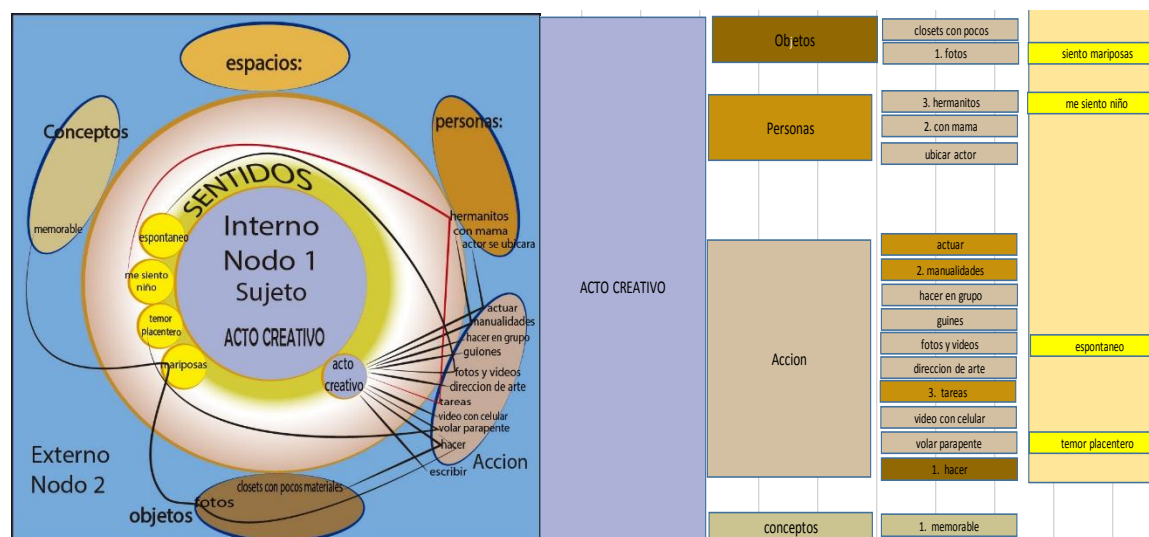 espacios:
Conceptos
personas:
SENTIDOS
memorable
espontaneo
me siento
niño
temor
placentero
mariposas
Interno
Nodo 1
Sujeto
ACTO CREATIVO
acto
creativo
hermanitos
con mama
actor se ubicara
actuar
manualidades
hacer en grupo
guiones
fotos y videos
direccion de arte
tareas
video con celular
volar parapente
hacer
escribir
Accion
Externo
Nodo 2
closets con pocos materiales
fotos
objetos
ACTO CREATIVO
Objetos
closets con pocos
1. fotos
siento mariposas
Personas
3. hermanitos
me siento niño
2. con mama
ubicar actor
Accion
actuar
2. manualidades
hacer en grupo
guines
fotos y videos
espontaneo
direccion de arte
3. tareas
video con celular
volar parapente
temor placentero
1. hacer
conceptos
1. memorable